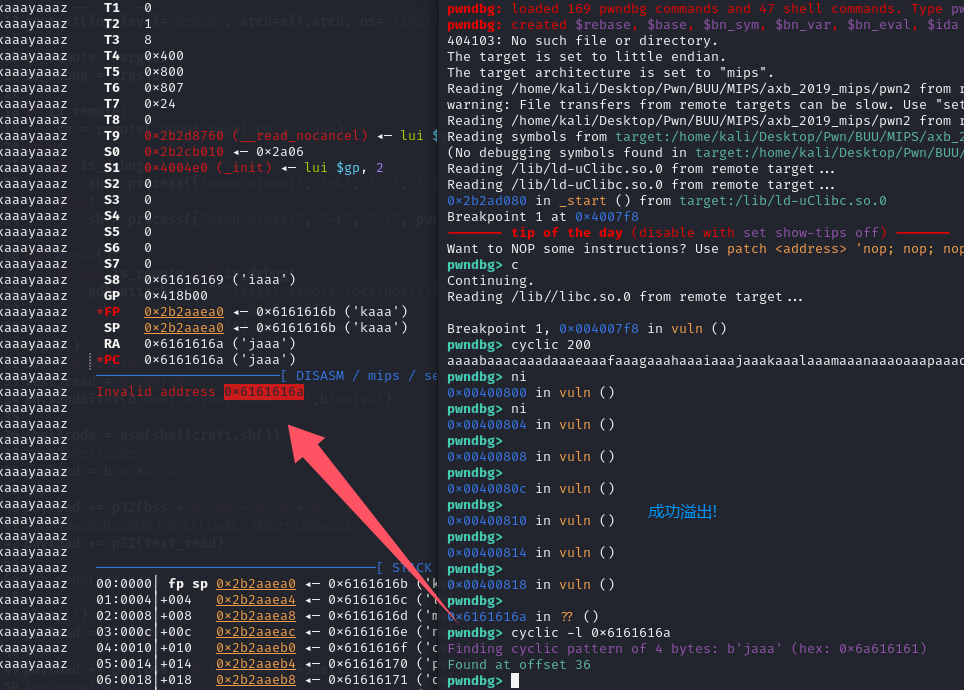 xaaayaaaz T1 0
xaaayaaaz T2 1
xaaayaaaz T3 8
xaaayaaaz T4 0×400
xaaayaaaz T5 0×800
xaaayaaaz T6 0×807
xaaayaaaz T7 0×24
xaaayaaaz T8 0
xaaayaaaz T9 0×2b2d8760 (__read_nocancel) ◂— lui $
xaaayaaaz S0 0×2b2cb010 ◂— 0×2a06
xaaayaaaz S1 0×4004e0 (_init) ◂— lui $gp, 2
xaaayaaaz S2 0
xaaayaaaz S3 0
xaaayaaaz S4 0
xaaayaaaz S5 0
xaaayaaaz S6 0
xaaayaaaz S7 0
xaaayaaaz S8 0×61616169 ('iaaa')
xaaayaaaz GP 0×418b00
xaaayaaaz *FP 0×2b2aaea0 ◂— 0×6161616b ('kaaa')
xaaayaaaz SP 0×2b2aaea0 ◂— 0×6161616b ('kaaa')
xaaayaaaz RA 0×6161616a ('jaaa')
xaaayaaaz *PC 0×6161616a ('jaaa')
xaaayaaaz [ DISASM / mips / se
xaaayaaaz Invalid address 0×6161616a
xaaayaaaz
xaaayaaaz
xaaayaaaz
xaaayaaaz
xaaayaaaz
xaaayaaaz
xaaayaaaz
xaaayaaaz
xaaayaaaz
xaaayaaaz
xaaayaaaz [ STACK
xaaayaaaz 00:0000│ fp sp 0×2b2aaea0 ◂— 0×6161616b ('k
xaaayaaaz 01:0004│+004 0×2b2aaea4 ◂— 0×6161616c ('
xaaayaaaz 02:0008│+008 0×2b2aaea8 ◂— 0×6161616d ('m
xaaayaaaz 03:000c│+00c 0×2b2aaeac ◂— 0×6161616e ('
xaaayaaaz 04:0010│+010 0×2b2aaeb0 ◂— 0×6161616f ('
xaaayaaaz 05:0014│+014 0×2b2aaeb4 ◂— 0×61616170 ('
xaaayaaaz 06:0018│+018 0×2b2aaeb8 ◂— 0×61616171 ('
pwndbg: loaded 169 pwndbg commands and 47 shell commands. Type pw
pwndbg: created $rebase, $base, $bn_sym, $bn_var, $bn_eval, $ida
404103: No such file or directory.
The target is set to little endian.
The target architecture is set to "mips".
Reading /home/kali/Desktop/Pwn/BUU/MIPS/axb_2019_mips/pwn2 from r
warning: File transfers from remote targets can be slow. Use "set
Reading /home/kali/Desktop/Pwn/BUU/MIPS/axb_2019_mips/pwn2 from r
Reading symbols from target:/home/kali/Desktop/Pwn/BUU/MIPS/axb_2
(No debugging symbols found in target:/home/kali/Desktop/Pwn/BUU/
Reading /lib/ld-uClibc.so.0 from remote target...
Reading /lib/ld-uClibc.so.0 from remote target...
0×2b2ad080 in _start () from target:/lib/ld-uClibc.so.0
Breakpoint 1 at 0×4007f8
tip of the day (disable with set show-tips off)
Want to NOP some instructions? Use patch <address> 'nop; nop; nop
pwndbg> c
Continuing.
Reading /lib//libc.so.0 from remote target...
Breakpoint 1, 0×004007f8 in vuln ()
pwndbg> cyclic 200
aaaabaaacaaadaaaeaaafaaagaaahaaaiaaajaaakaaalaaamaaanaaaoaaapaaad
pwndbg> ni
0×00400800 in vuln ()
pwndbg> ni
0×00400804 in vuln ()
pwndbg>
0×00400808 in vuln ()
pwndbg>
0×0040080c in vuln ()
pwndbg>
0×00400810 in vuln ()
pwndbg>
0×00400814 in vuln ()
pwndbg>
0×00400818 in vuln ()
pwndbg>
0×6161616a in ?? ()
pwndbg> cyclic -l 0×6161616a
Finding cyclic pattern of 4 bytes: b'jaaa' (hex: 0×6a616161)
Found at offset 36
pwndbg>
成功溢出!